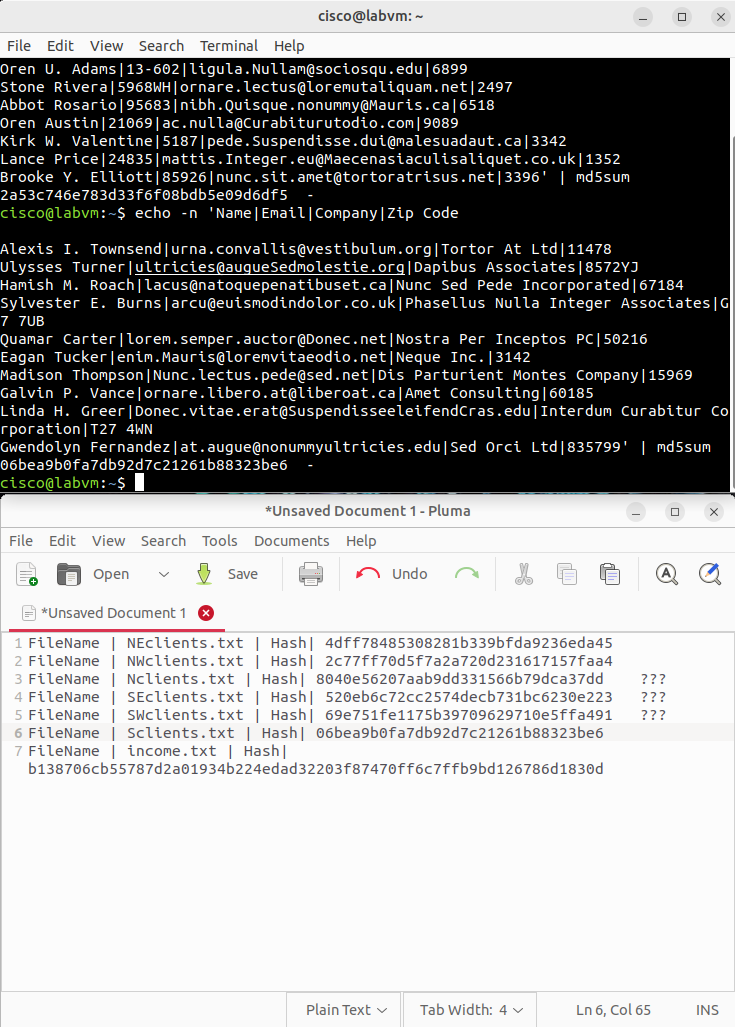 cisco@labvm: ~
File Edit View Search Terminal Help
Oren U. Adams|13-602|ligula.Nullam@sociosqu.edu|6899
Stone Rivera|5968WH|ornare.lectus@loremutaliquam.net|2497
Abbot Rosario|95683|nibh.Quisque.nonummy@Mauris.ca|6518
Oren Austin|21069|ac.nulla@Curabiturutodio.com|9089
Kirk W. Valentine|5187|pede.Suspendisse.dui@malesuadaut.ca|3342
Lance Price|24835|mattis.Integer.eu@Maecenasiaculisaliquet.co.uk|1352
Brooke Y. Elliott|85926|nunc.sit.amet@tortoratrisus.net|3396' | md5sum
2a53c746e783d33f6f08bdb5e09d6df5  -
cisco@labvm:~$ echo -n 'Name|Email|Company|Zip Code
Alexis I. Townsend|urna.convallis@vestibulum.org|Tortor At Ltd|11478
Ulysses Turner|ultricies@augueSedmolestie.org|Dapibus Associates|8572YJ
Hamish M. Roach|lacus@natoquepenatibuset.ca|Nunc Sed Pede Incorporated|67184
Sylvester E. Burns|arcu@euismodindolor.co.uk|Phasellus Nulla Integer Associates|G
7 7UB
Quamar Carter|lorem.semper.auctor@Donec.net|Nostra Per Inceptos PC|50216
Eagan Tucker|enim.Mauris@loremvitaeodio.net|Neque Inc.|3142
Madison Thompson|Nunc.lectus.pede@sed.net|Dis Parturient Montes Company|15969
Galvin P. Vance|ornare.libero.at@liberoat.ca|Amet Consulting|60185
Linda H. Greer|Donec.vitae.erat@SuspendisseeleifendCras.edu|Interdum Curabitur Co
rporation|T27 4WN
Gwendolyn Fernandez|at.augue@nonummyultricies.edu|Sed Orci Ltd|835799' | md5sum
06bea9b0fa7db92d7c21261b88323be6  -
cisco@labvm:~$
*Unsaved Document 1 - Pluma
File Edit View Search Tools Documents Help
Open Save Undo
*Unsaved Document 1
1 FileName | NEclients.txt | Hash| 4dff78485308281b339bfda9236eda45
2 FileName | NWclients.txt | Hash| 2c77ff70d5f7a2a720d231617157faa4
3 FileName | Nclients.txt | Hash| 8040e56207aab9dd331566b79dca37dd    ???
4 FileName | SEclients.txt | Hash| 520eb6c72cc2574decb731bc6230e223   ???
5 FileName | SWclients.txt | Hash| 69e751fe1175b39709629710e5ffa491   ???
6 FileName | Sclients.txt | Hash| 06bea9b0fa7db92d7c21261b88323be6
7 FileName | income.txt | Hash|
b138706cb55787d2a01934b224edad32203f87470ff6c7ffb9bd126786d1830d
Plain Text Tab Width: 4 Ln 6, Col 65 INS